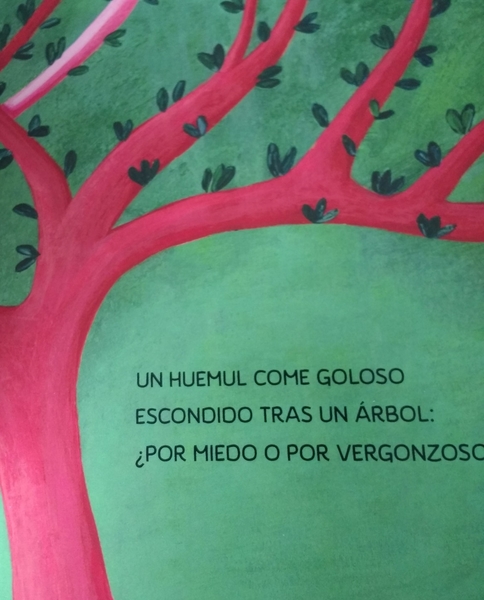 UN HUEMUL COME GOLOSO
ESCONDIDO TRAS UN ÁRBOL:
¿POR MIEDO O POR VERGONZOSO